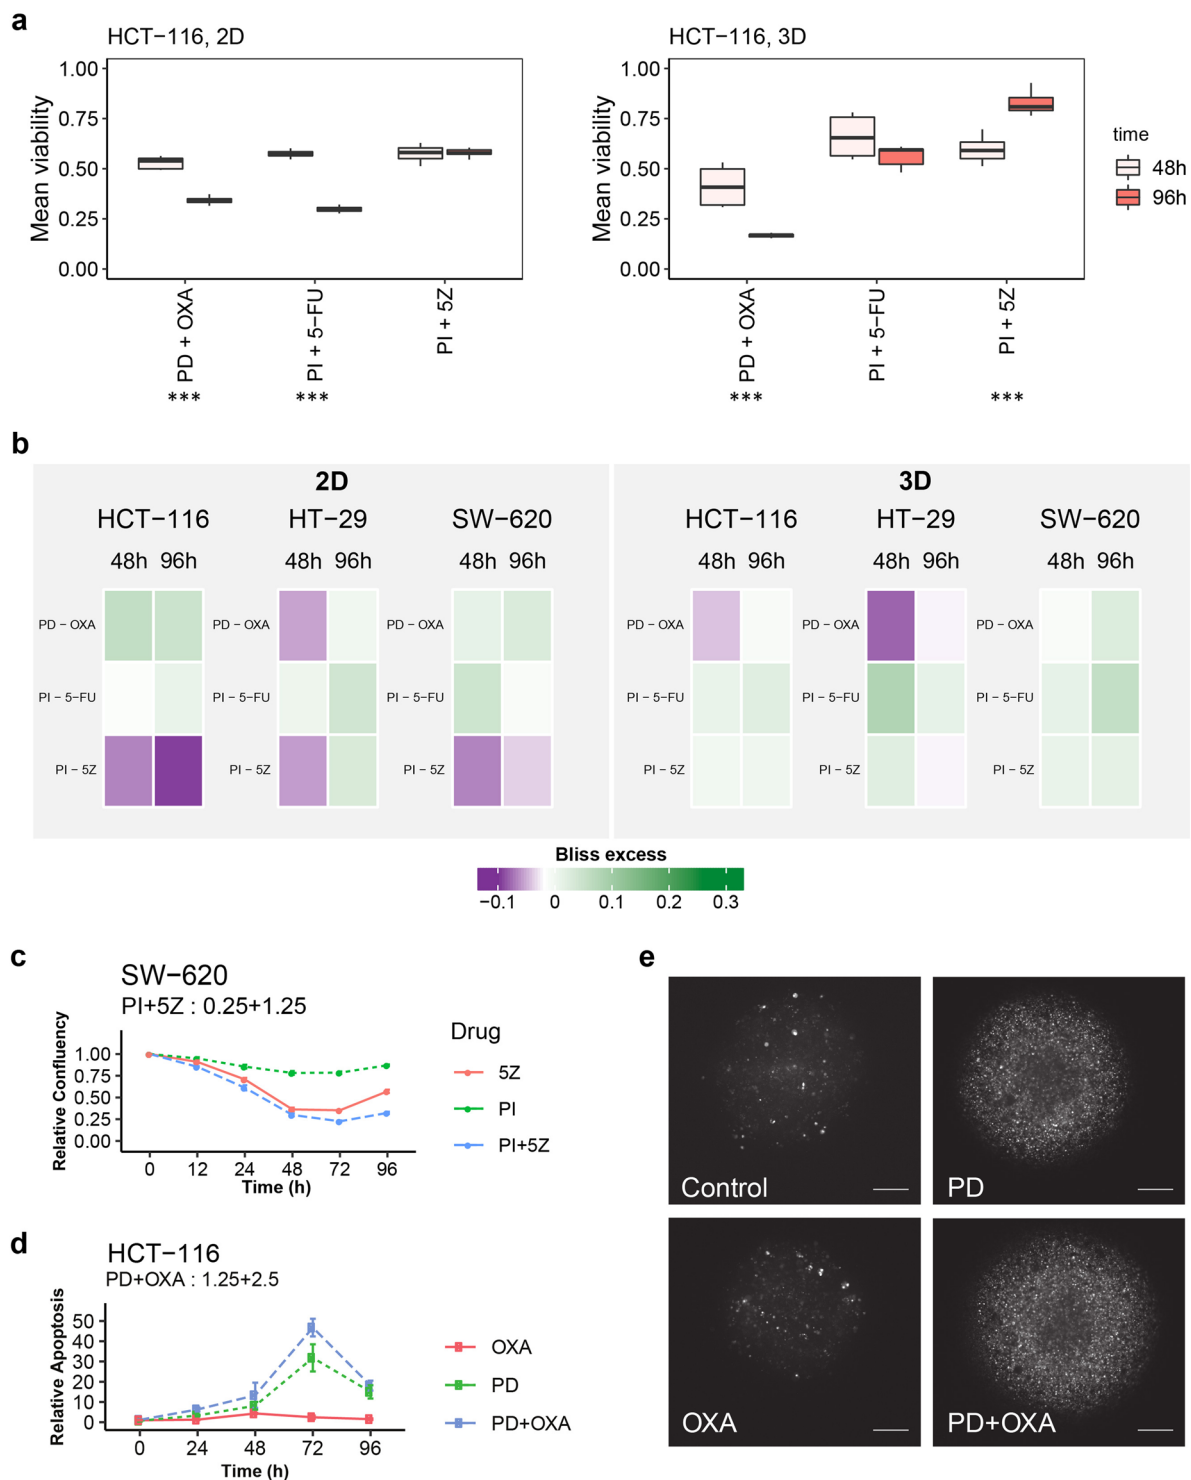 a
HCT−116, 2D
HCT−116, 3D
Mean viability
1.00
0.75
0.50
0.25
0.00
PD + OXA
PI + 5−FU
PI + 5Z
***
***
Mean viability
1.00
0.75
0.50
0.25
0.00
PD + OXA
PI + 5−FU
PI + 5Z
***
***
time
48h
96h
b
2D
HCT−116 HT−29 SW−620
48h 96h 48h 96h 48h 96h
PD − OXA PD − OXA PD − OXA
PI − 5−FU PI − 5−FU PI − 5−FU
PI − 5Z PI − 5Z PI − 5Z
3D
HCT−116 HT−29 SW−620
48h 96h 48h 96h 48h 96h
PD − OXA PD − OXA PD − OXA
PI − 5−FU PI − 5−FU PI − 5−FU
PI − 5Z PI − 5Z PI − 5Z
Bliss excess
−0.1 0 0.1 0.2 0.3
c
SW−620
PI+5Z : 0.25+1.25
Relative Confluency
1.00
0.75
0.50
0.25
0.00
0 12 24 48 72 96
Time (h)
Drug
5Z
PI
PI+5Z
d
HCT−116
PD+OXA : 1.25+2.5
Relative Apoptosis
50
40
30
20
10
0
0 24 48 72 96
Time (h)
OXA
PD
PD+OXA
e
Control
PD
OXA
PD+OXA